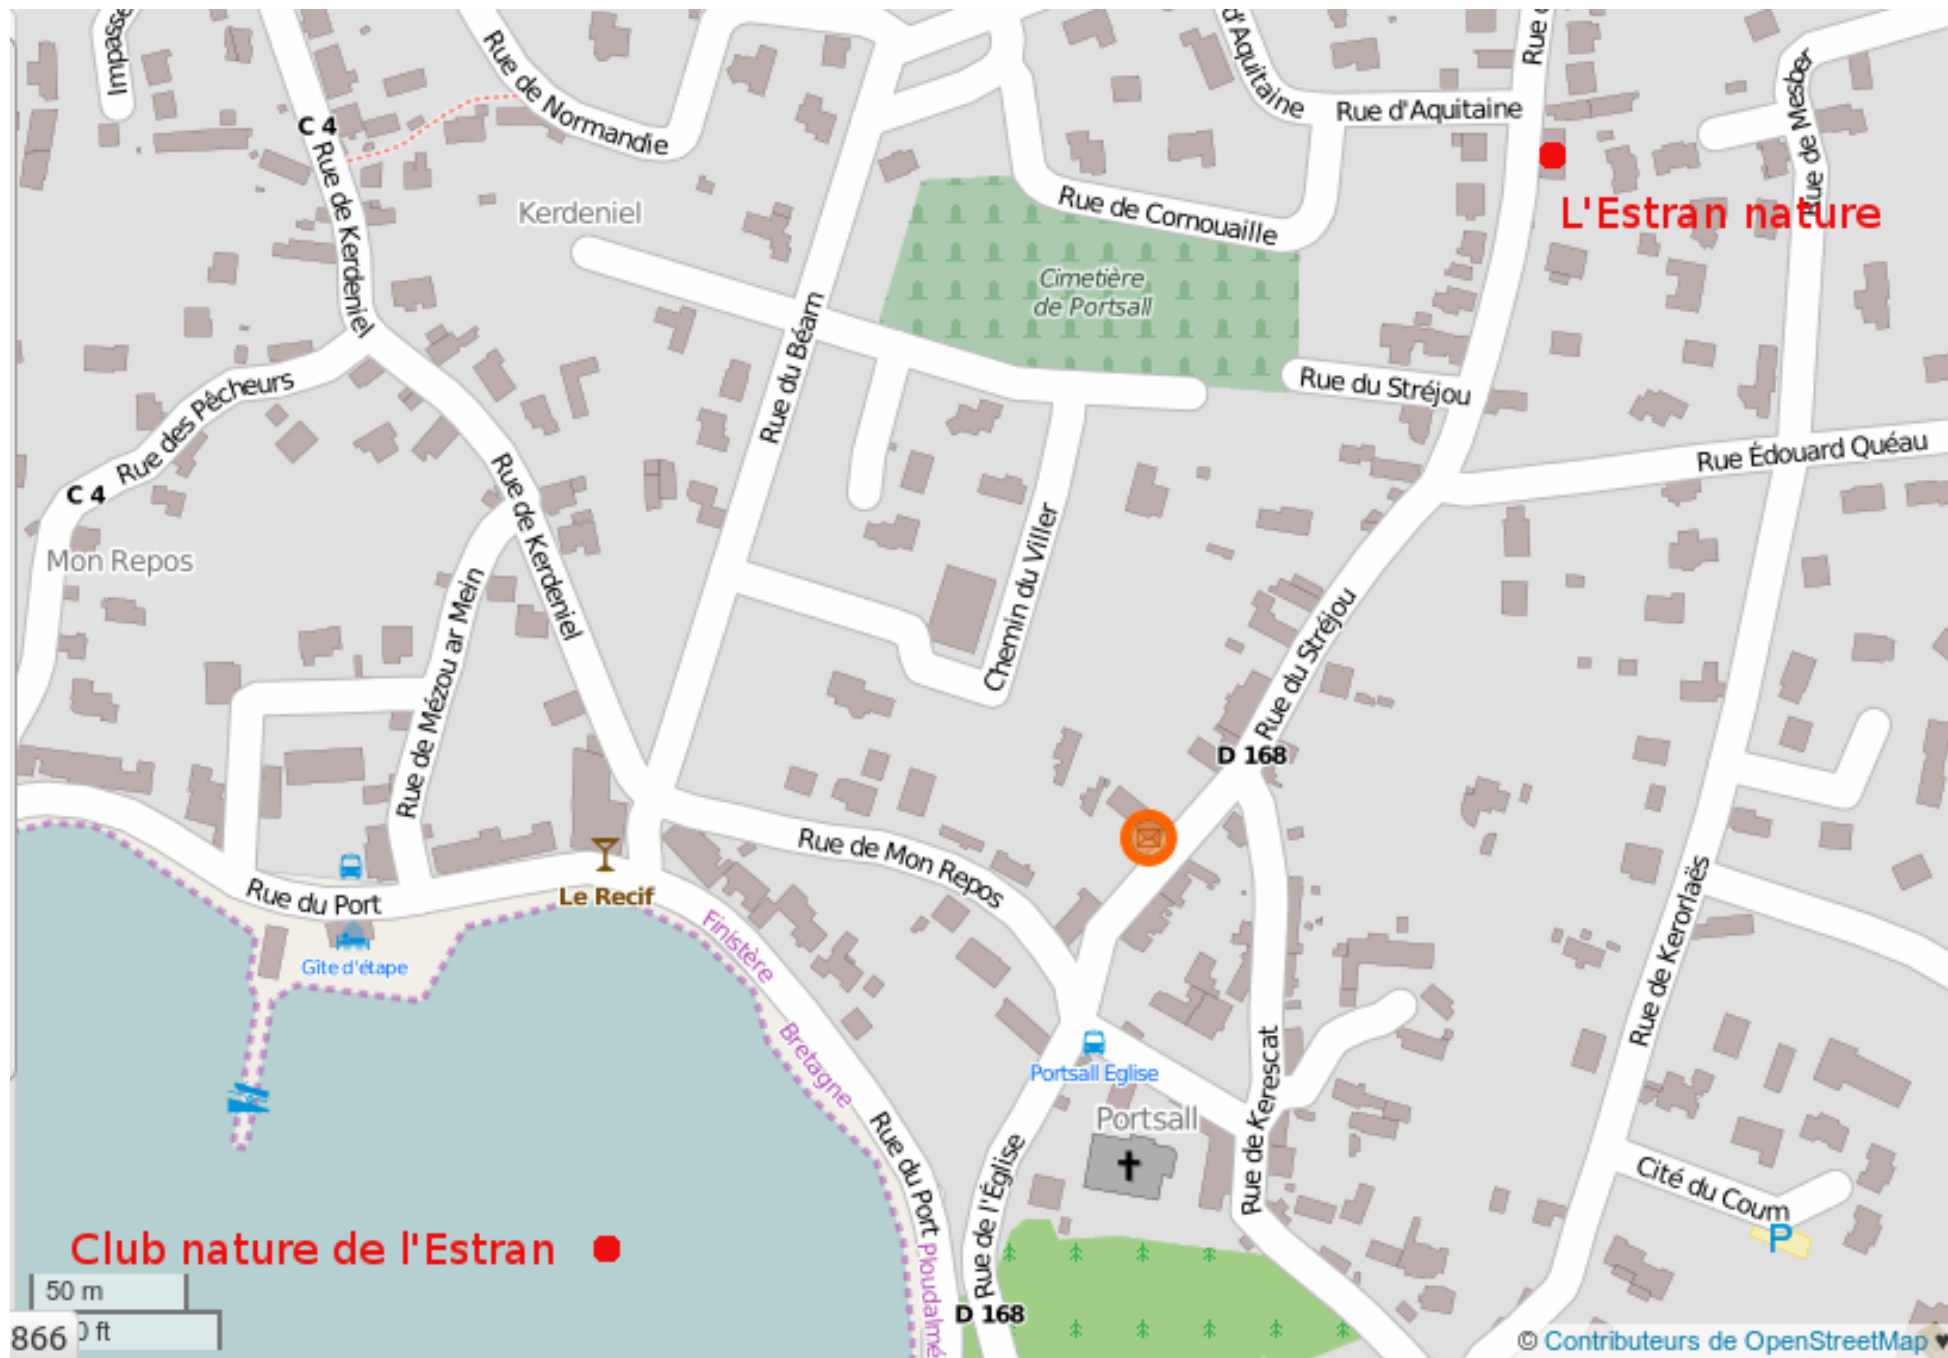 Impasse
Rue de Normandie
d'Aquitaine
Rue d'Aquitaine
Rue de Mesber
C 4
Rue de Kerdeniel
Kerdeniel
Rue de Cornouaille
L'Estran nature
Cimetière
de Portsall
Rue du Béarn
Rue des Pêcheurs
Rue du Stréjou
C 4
Rue Édouard Quéau
Mon Repos
Rue de Kerdeniel
Chemin du Viller
Rue de Mézou ar Mein
Rue du Stréjou
D 168
Rue de Mon Repos
Rue du Port
Le Recif
Gîte d'étape
Finistère
Bretagne
Rue de Kerorlaës
Portsall Eglise
Portsall
Rue de Kerescat
Rue du Port
Rue de l'Église
Cité du Coum
P
Club nature de l'Estran
Ploudalmé
50 m
0 ft
866
D 168
© Contributeurs de OpenStreetMap ♥